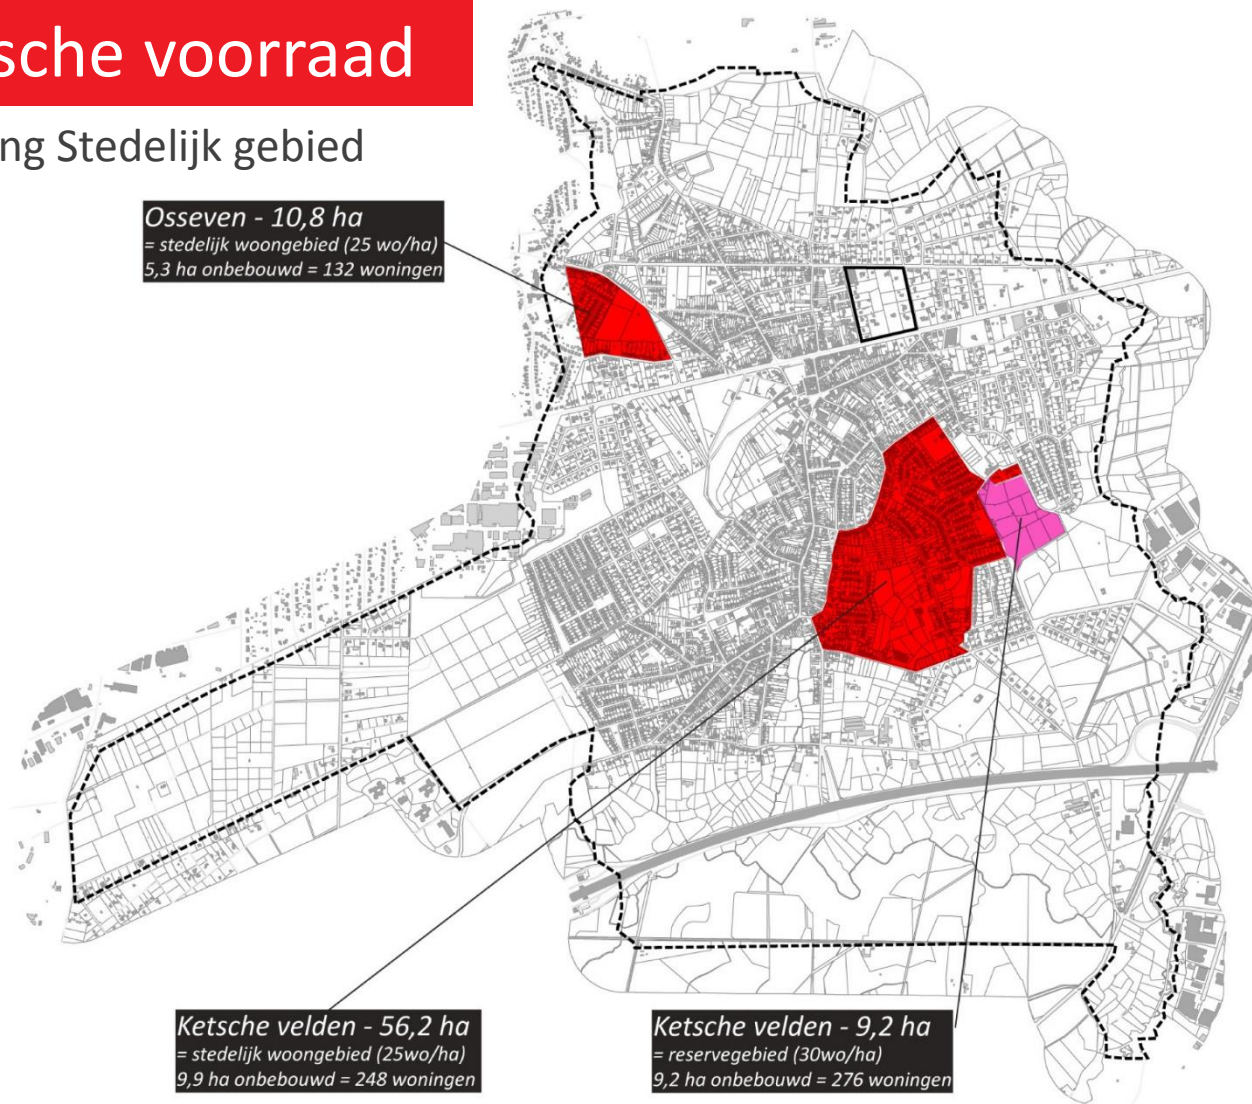 sche voorraad
ng Stedelijk gebied
Osseven - 10,8 ha
= stedelijk woongebied (25 wo/ha)
5,3 ha onbebouwd = 132 woningen
Ketsche velden - 56,2 ha
= stedelijk woongebied (25wo/ha)
9,9 ha onbebouwd = 248 woningen
Ketsche velden - 9,2 ha
= reservegebied (30wo/ha)
9,2 ha onbebouwd = 276 woningen